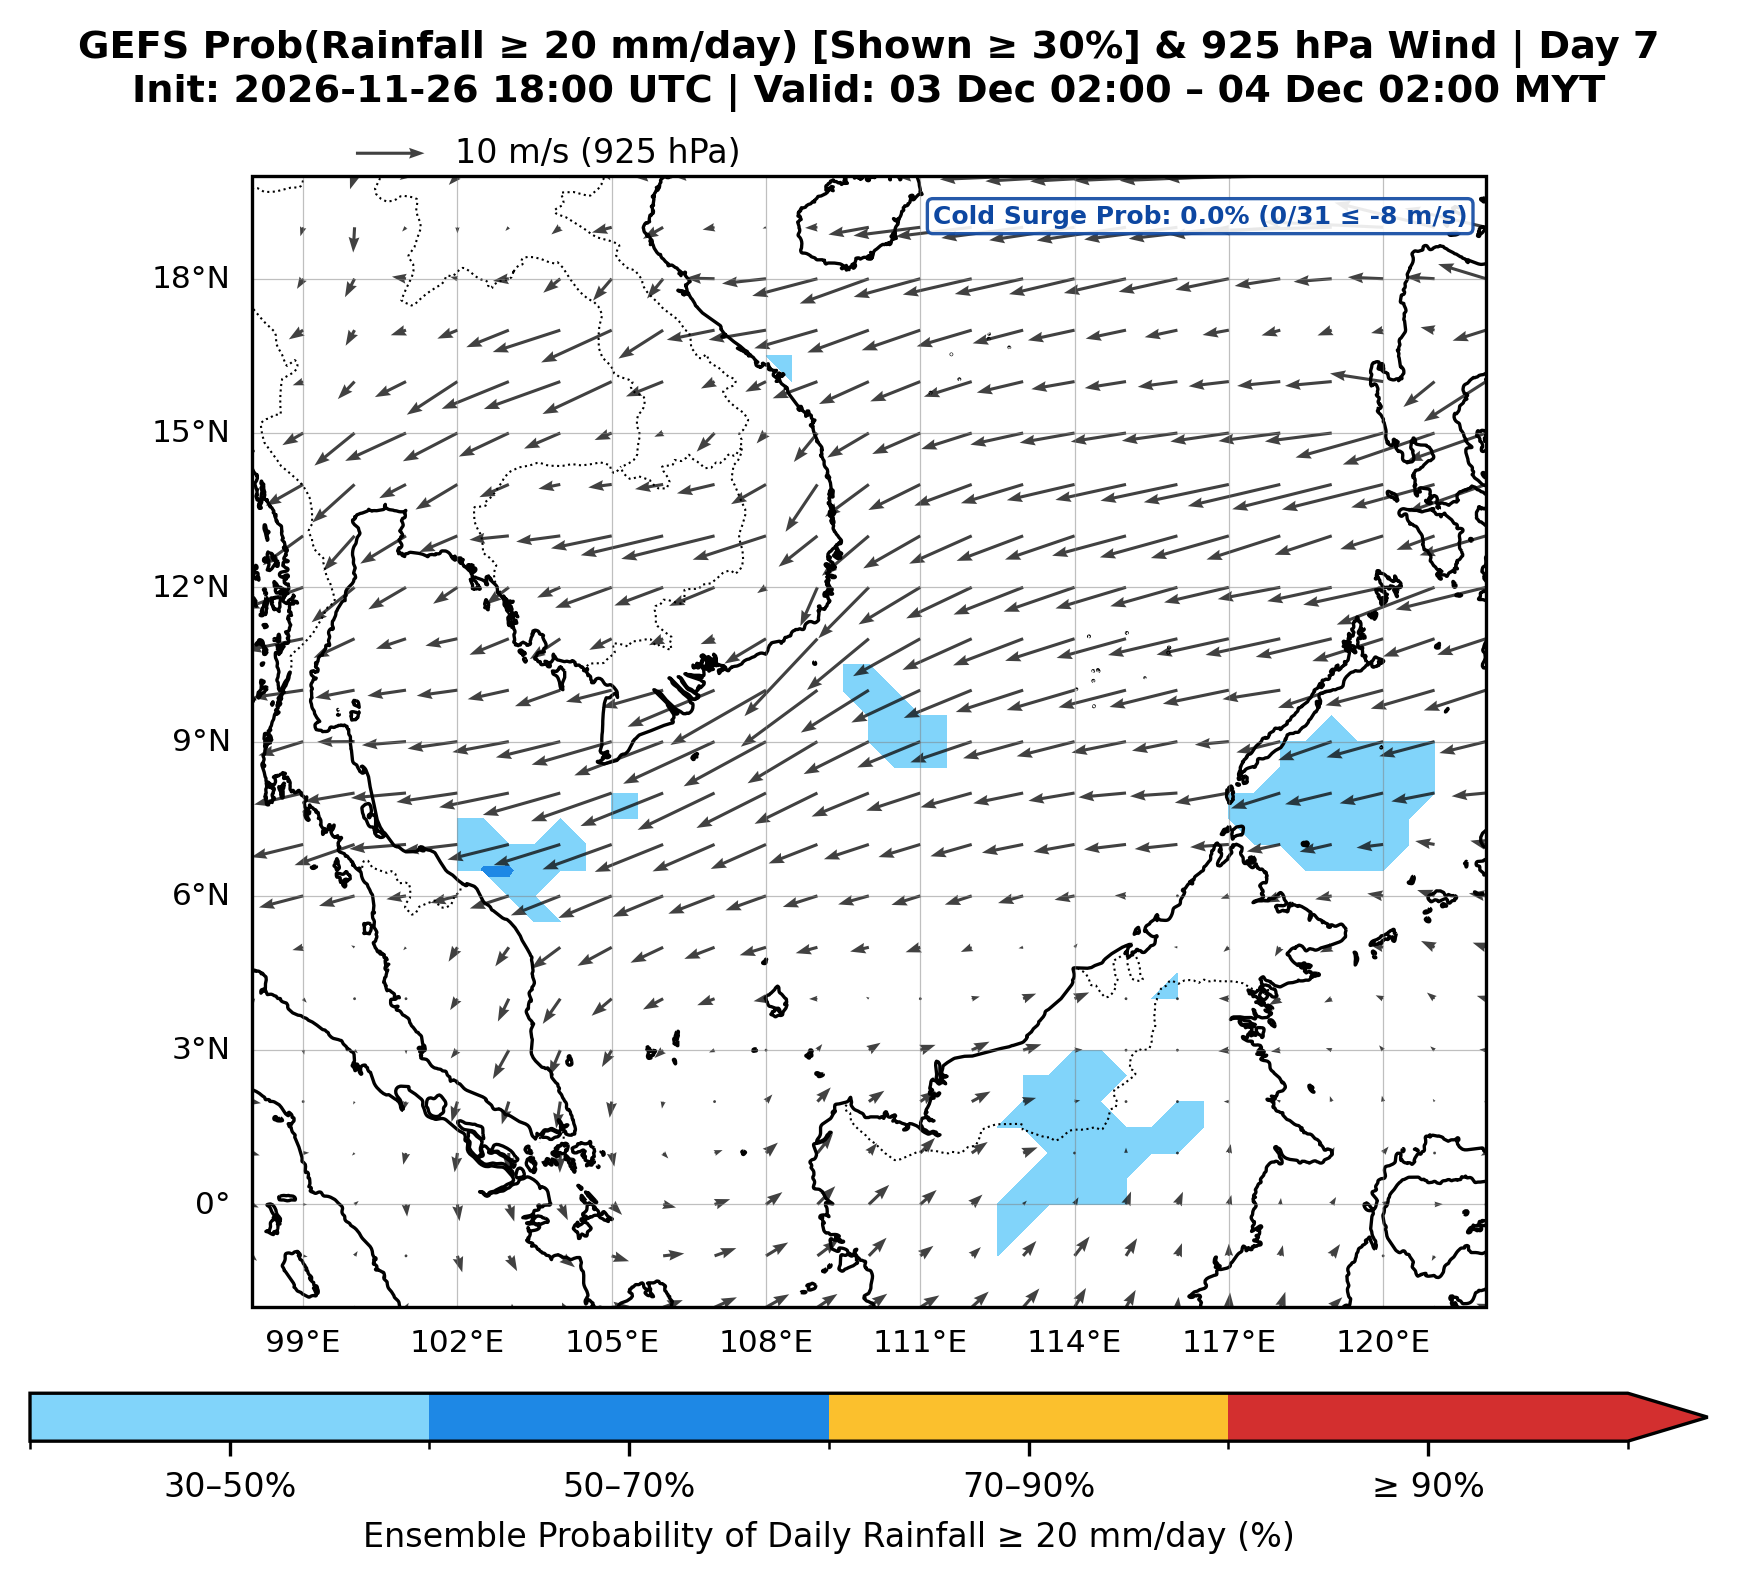 GEFS Prob(Rainfall ≥ 20 mm/day) [Shown ≥ 30%] & 925 hPa Wind | Day 7
Init: 2026-11-26 18:00 UTC | Valid: 03 Dec 02:00 – 04 Dec 02:00 MYT
10 m/s (925 hPa)
Cold Surge Prob: 0.0% (0/31 ≤ -8 m/s)
18°N
15°N
12°N
9°N
6°N
3°N
0°
99°E 102°E 105°E 108°E 111°E 114°E 117°E 120°E
30–50% 50–70% 70–90% ≥ 90%
Ensemble Probability of Daily Rainfall ≥ 20 mm/day (%)